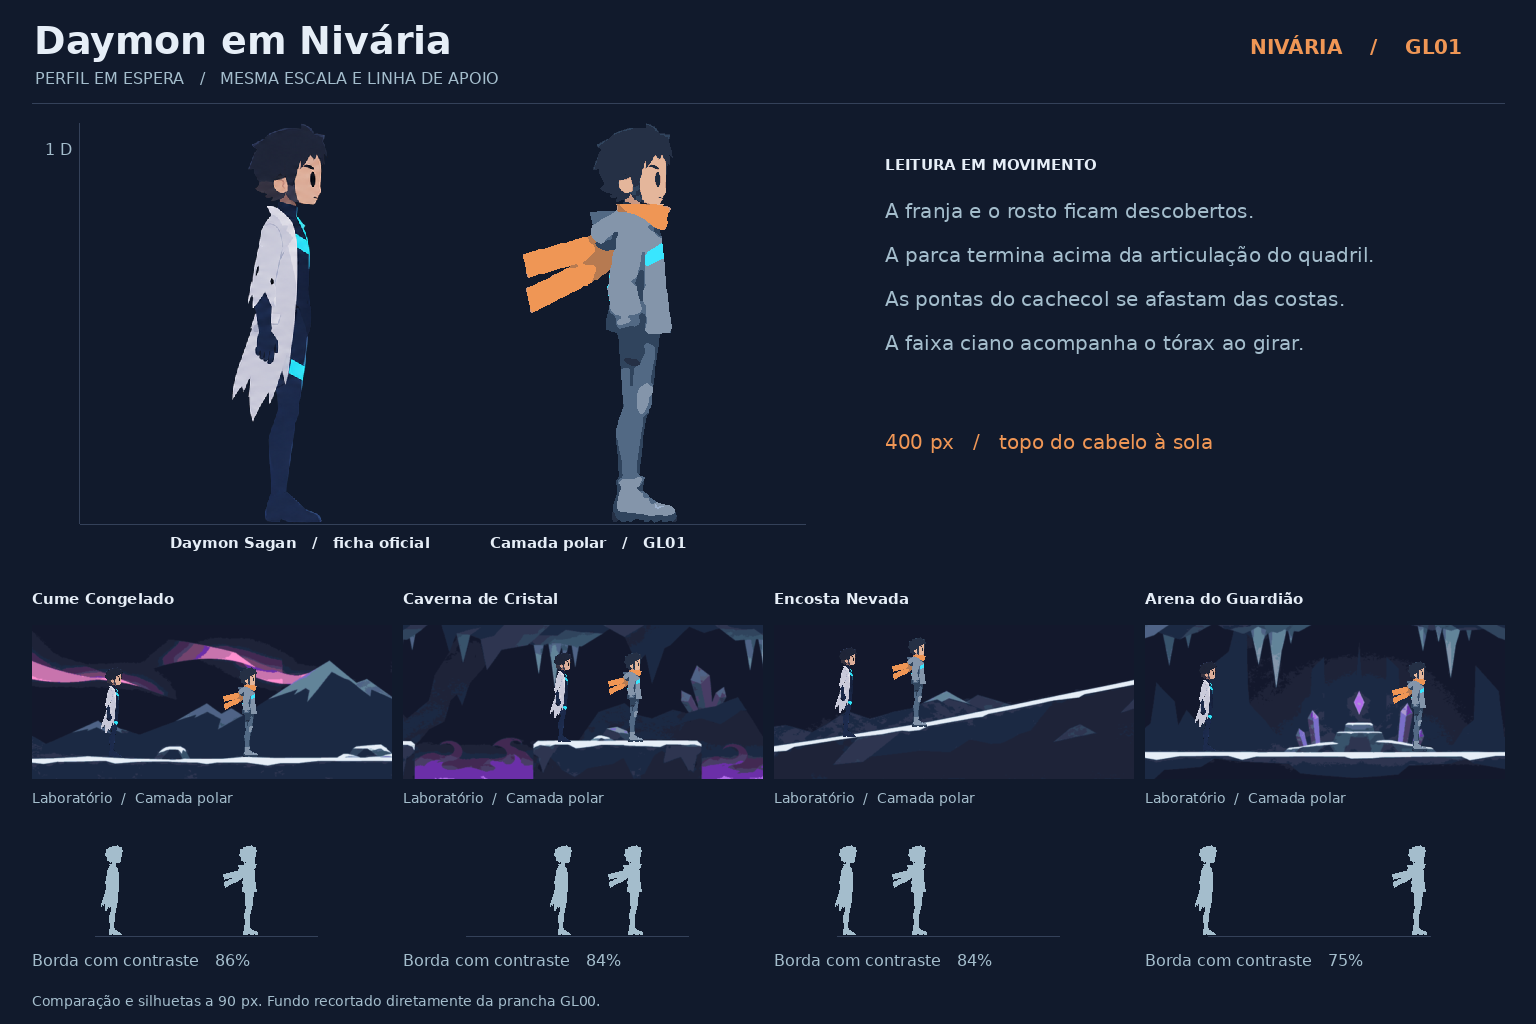 Daymon em Nivária
NIVÁRIA / GL01
PERFIL EM ESPERA / MESMA ESCALA E LINHA DE APOIO
1 D
LEITURA EM MOVIMENTO
A franja e o rosto ficam descobertos.
A parca termina acima da articulação do quadril.
As pontas do cachecol se afastam das costas.
A faixa ciano acompanha o tórax ao girar.
400 px / topo do cabelo à sola
Daymon Sagan / ficha oficial
Camada polar / GL01
Cume Congelado
Caverna de Cristal
Encosta Nevada
Arena do Guardião
Laboratório / Camada polar
Laboratório / Camada polar
Laboratório / Camada polar
Laboratório / Camada polar
Borda com contraste 86%
Borda com contraste 84%
Borda com contraste 84%
Borda com contraste 75%
Comparação e silhuetas a 90 px. Fundo recortado diretamente da prancha GL00.